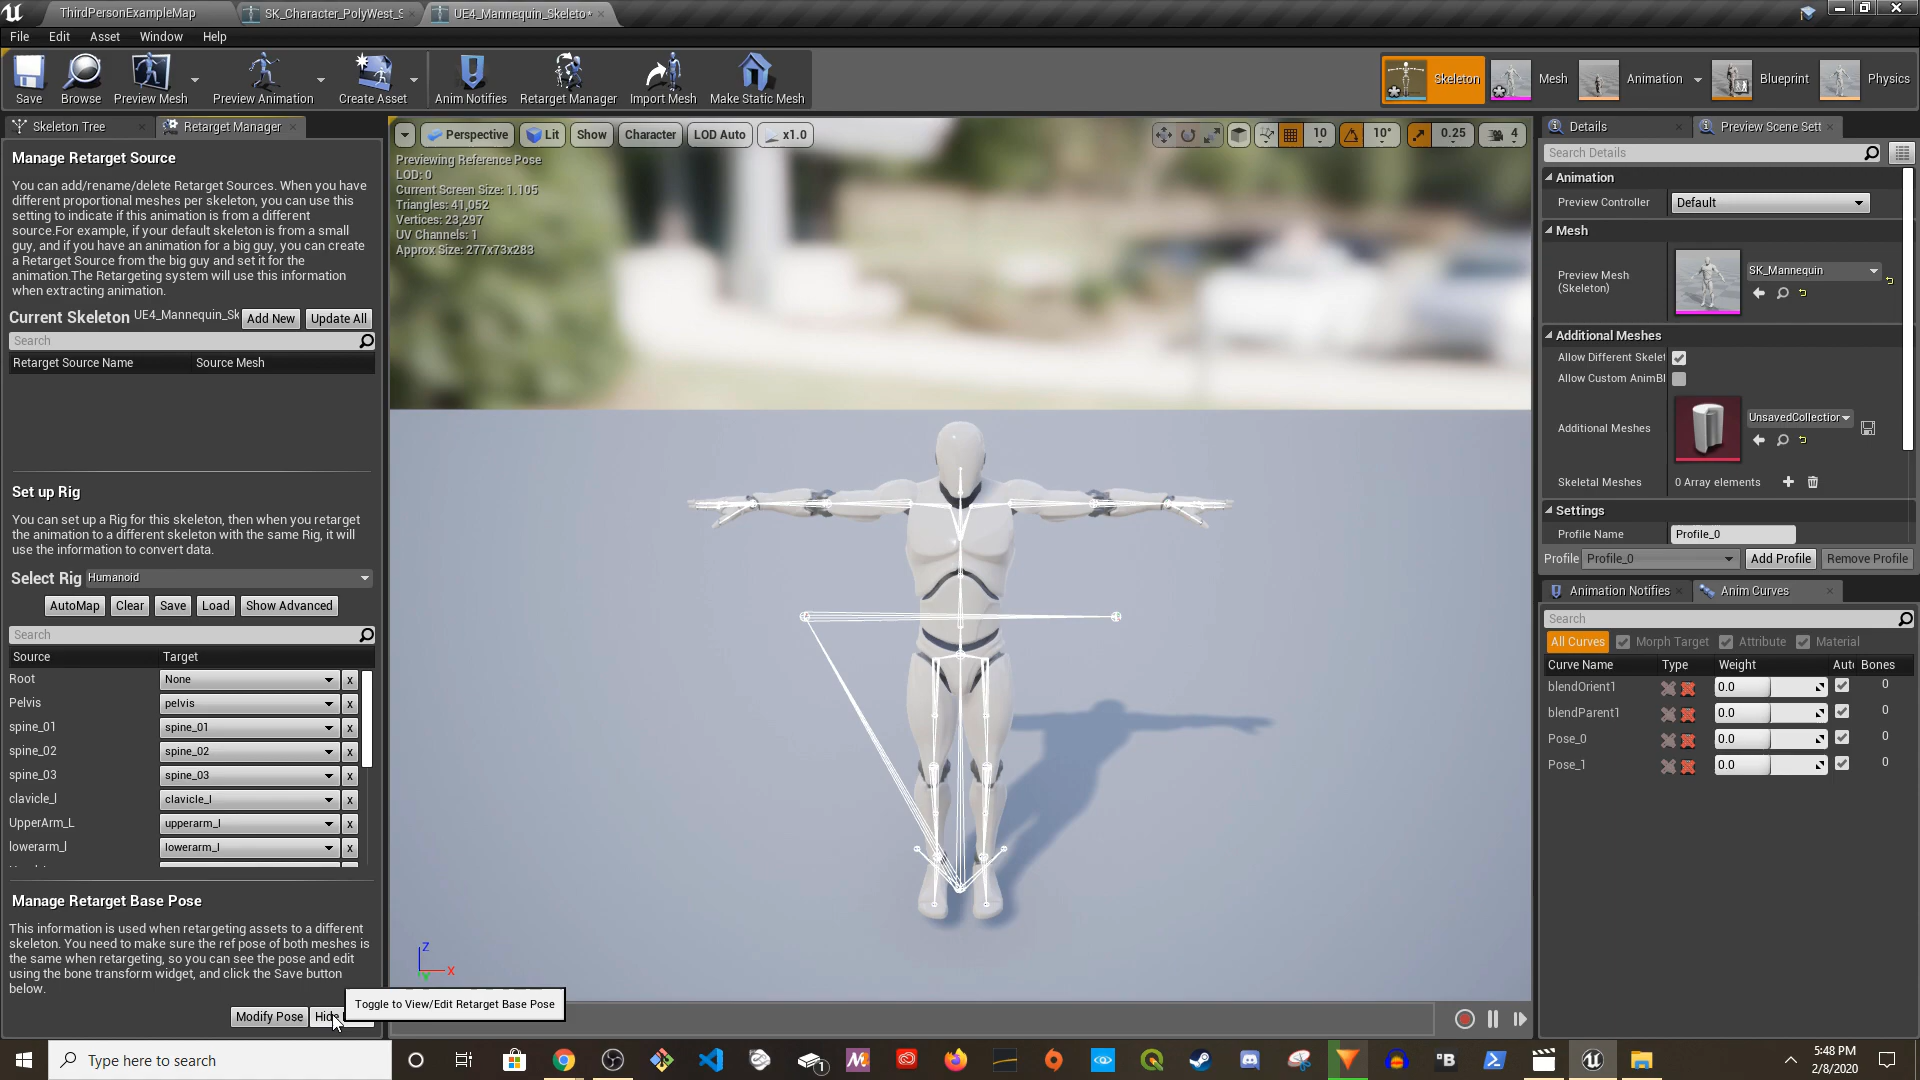 ThirdPersonExampleMap
SK_Character_PolyWest_S
UE4_Mannequin_Skeleto*
File Edit Asset Window Help
Save
Browse
Preview Mesh
Preview Animation
Create Asset
Anim Notifies
Retarget Manager
Import Mesh
Make Static Mesh
Skeleton
Mesh
Animation
Blueprint
Physics
Skeleton Tree
Retarget Manager
Manage Retarget Source
You can add/rename/delete Retarget Sources. When you have
different proportional meshes per skeleton, you can use this
setting to indicate if this animation is from a different
source.For example, if your default skeleton is from a small
guy, and if you have an animation for a big guy, you can create
a Retarget Source from the big guy and set it for the
animation.The Retargeting system will use this information
when extracting animation.
Current Skeleton UE4_Mannequin_Sk Add New Update All
Search
Retarget Source Name Source Mesh
Set up Rig
You can set up a Rig for this skeleton, then when you retarget
the animation to a different skeleton with the same Rig, it will
use the information to convert data.
Select Rig Humanoid
AutoMap Clear Save Load Show Advanced
Search
Source Target
Root None x
Pelvis pelvis x
spine_01 spine_01 x
spine_02 spine_02 x
spine_03 spine_03 x
clavicle_l clavicle_l x
UpperArm_L upperarm_l x
lowerarm_l lowerarm_l x
Manage Retarget Base Pose
This information is used when retargeting assets to a different
skeleton. You need to make sure the ref pose of both meshes is
the same when retargeting, so you can see the pose and edit
using the bone transform widget, and click the Save button
below.
Modify Pose
Toggle to View/Edit Retarget Base Pose
Perspective Lit Show Character LOD Auto x1.0
10 10° 0.25 4
Previewing Reference Pose
LOD: 0
Current Screen Size: 1.105
Triangles: 41,052
Vertices: 23,297
UV Channels: 1
Approx Size: 277x73x283
Z
X
Y
Details
Preview Scene Sett
Search Details
Animation
Preview Controller Default
Mesh
Preview Mesh
(Skeleton)
SK_Mannequin
Additional Meshes
Allow Different Skelet
Allow Custom AnimBl
Additional Meshes
UnsavedCollection
Skeletal Meshes 0 Array elements
Settings
Profile Name Profile_0
Profile Profile_0 Add Profile Remove Profile
Animation Notifies
Anim Curves
Search
All Curves Morph Target Attribute Material
Curve Name Type Weight Aut Bones
blendOrient1 0.0 0
blendParent1 0.0 0
Pose_0 0.0 0
Pose_1 0.0 0
Type here to search
5:48 PM
2/8/2020